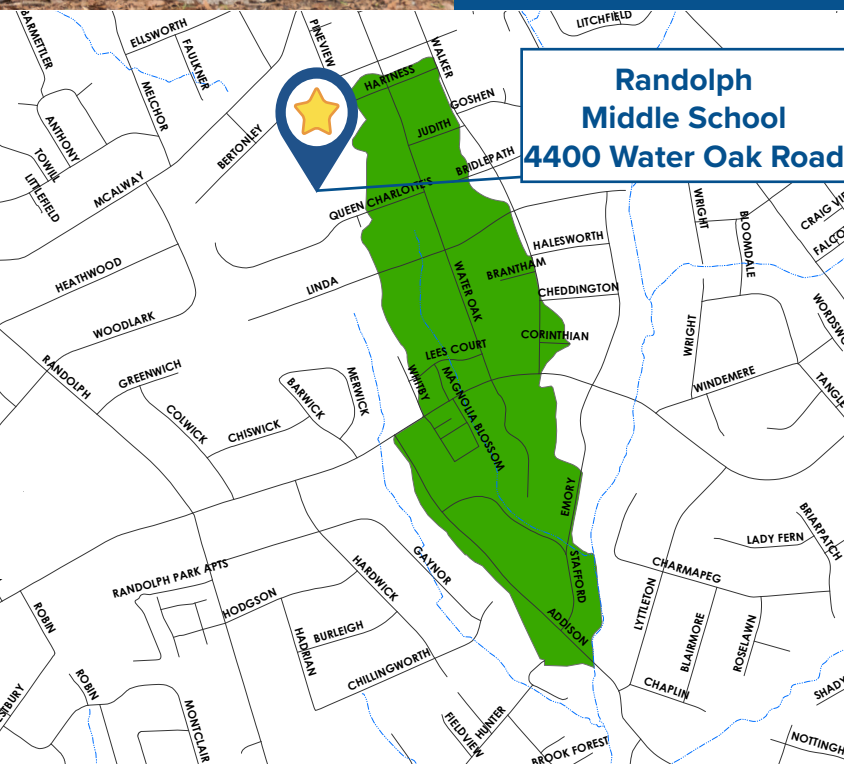 BARMETTLER
ELLSWORTH
FAULKNER
PINEVIEW
HARTNESS
WALKER
LITCHFIELD
GOSHEN
JUDITH
BRIDLEPATH
Randolph
Middle School
4400 Water Oak Road
ANTHONY
TOWILL
LITTLEFIELD
MELCHOR
MCALWAY
BERTONLEY
QUEEN CHARLOTTE'S
HEATHWOOD
WOODLARK
LINDA
WATER OAK
BRANTHAM
HALESWORTH
CHEDDINGTON
CORINTHIAN
WRIGHT
BLOOMDALE
CRAIG
WRIGHT
WINDEMERE
RANDOLPH
GREENWICH
COLWICK
CHISWICK
BARWICK
MERWICK
WHITBY
LEES COURT
MAGNOLIA BLOSSOM
EMORY
STAFFORD
ADDISON
GAYNOR
HARDWICK
RANDOLPH PARK APTS
HODGSON
HADRIAN
BURLEIGH
CHILLINGWORTH
ROBIN
ROBIN
MONTCLAIR
FIELDVIEW
HUNTER
BROOK FOREST
LYTTLETON
CHARMAPEG
LADY FERN
BRIARPATCH
BLAIRMORE
ROSELAWN
CHAPLIN
SHADY